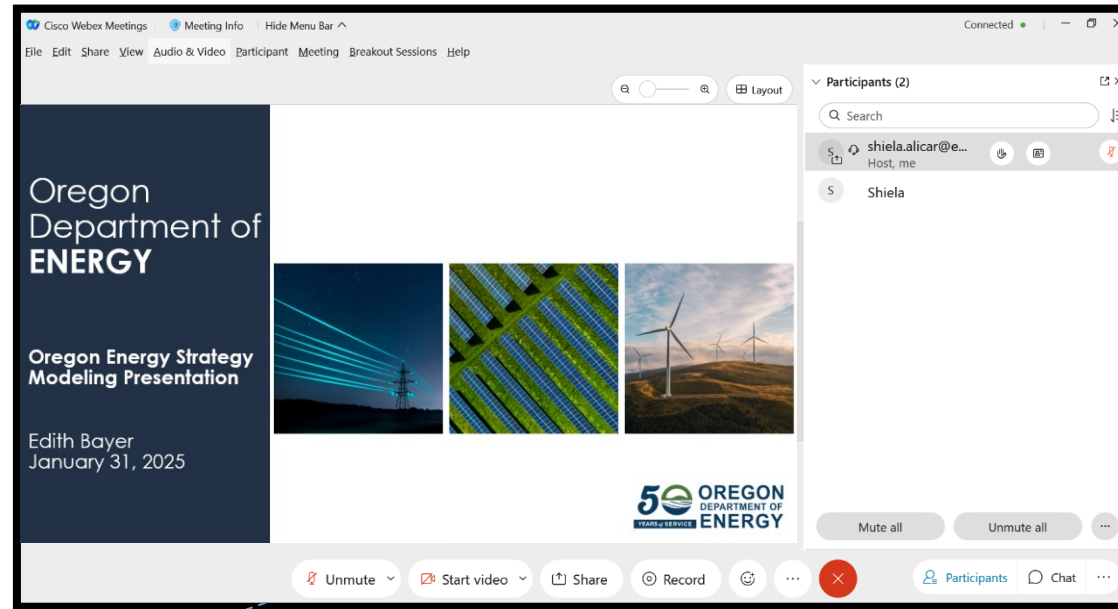 Cisco Webex Meetings Meeting Info Hide Menu Bar Connected
File Edit Share View Audio & Video Participant Meeting Breakout Sessions Help
Layout
Participants (2)
Search
S shiela.alicar@e...
Host, me
S Shiela
Oregon
Department of
ENERGY
Oregon Energy Strategy
Modeling Presentation
Edith Bayer
January 31, 2025
50 YEARS of SERVICE
OREGON
DEPARTMENT OF
ENERGY
Mute all Unmute all ...
Unmute Start video Share Record ... Participants Chat ...